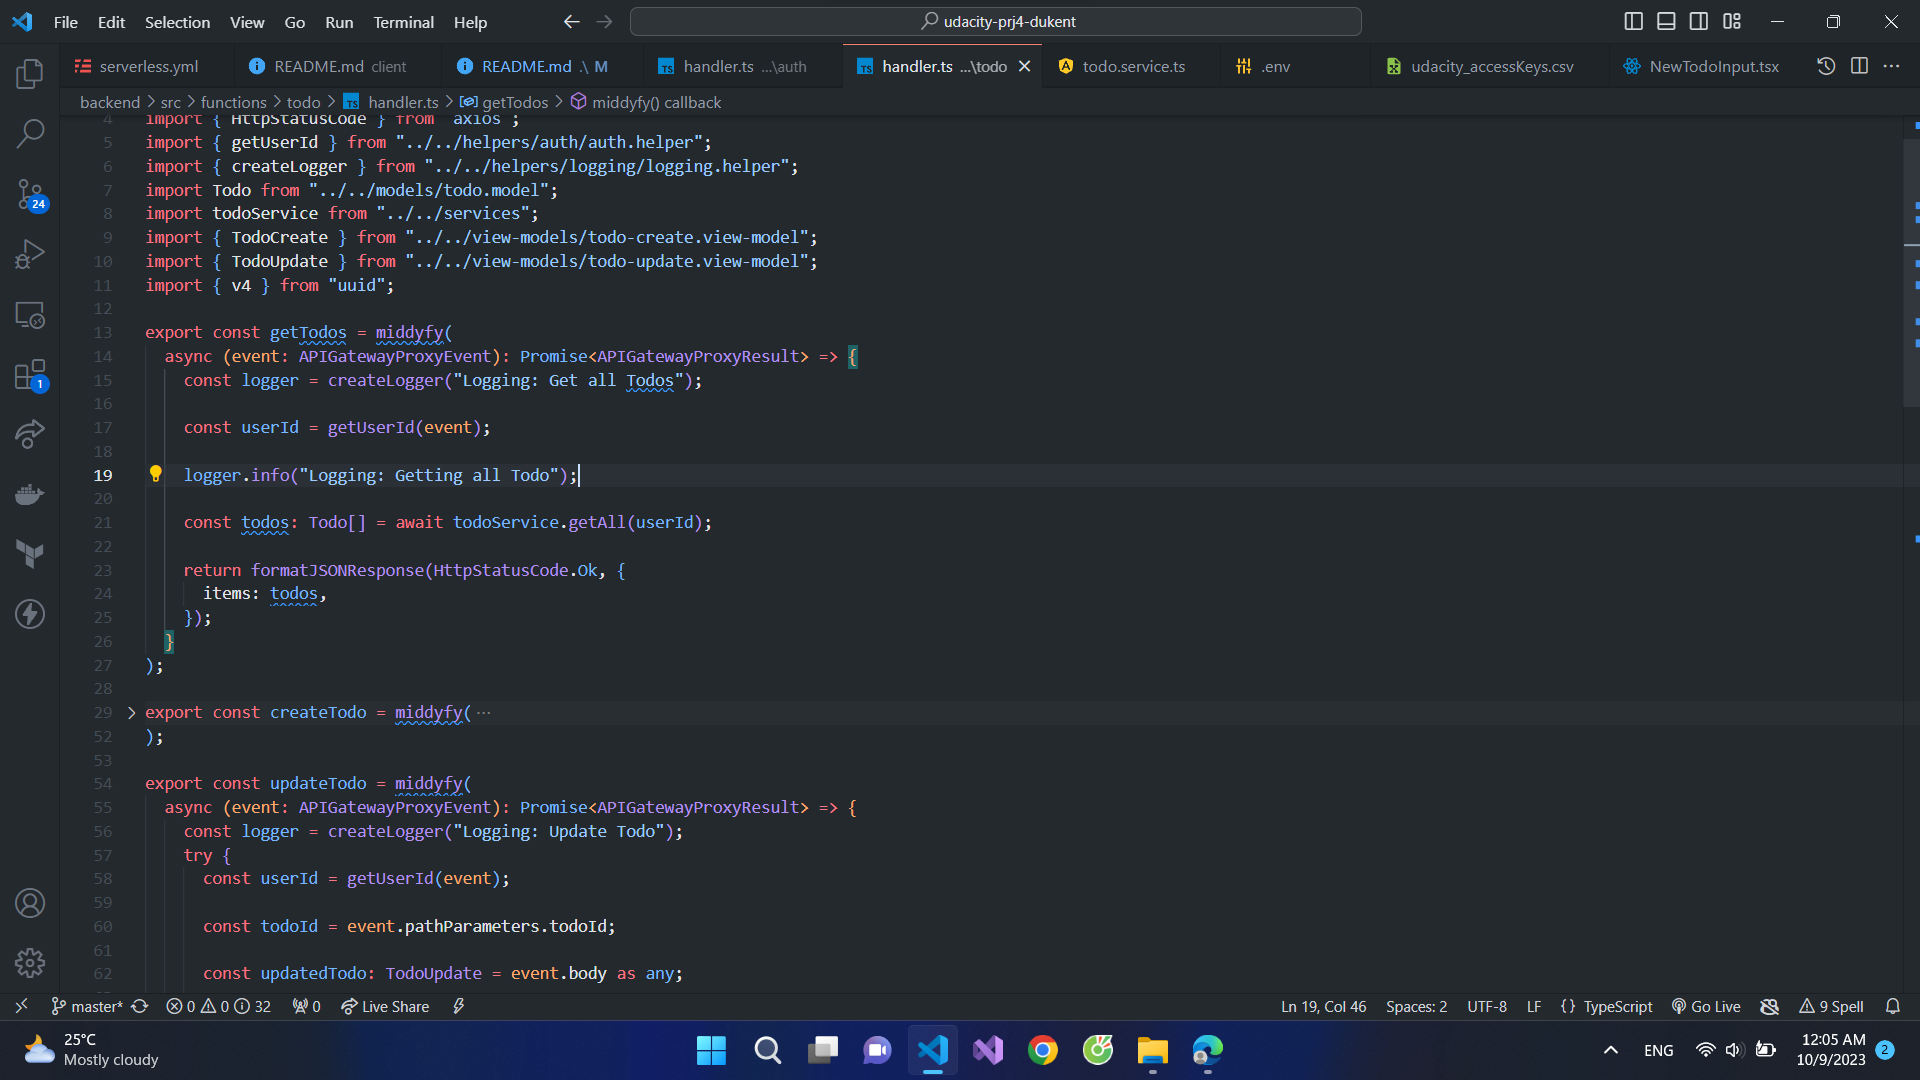 File Edit Selection View Go Run Terminal Help
udacity-prj4-dukent
serverless.yml README.md client README.md .\ M handler.ts ...\auth handler.ts ...\todo todo.service.ts .env udacity_accessKeys.csv NewTodoInput.tsx
backend > src > functions > todo > TS handler.ts > getTodos > middyfy() callback
4 import { HttpStatusCode } from "axios";
5 import { getUserId } from "../../helpers/auth/auth.helper";
6 import { createLogger } from "../../helpers/logging/logging.helper";
7 import Todo from "../../models/todo.model";
8 import todoService from "../../services";
9 import { TodoCreate } from "../../view-models/todo-create.view-model";
10 import { TodoUpdate } from "../../view-models/todo-update.view-model";
11 import { v4 } from "uuid";
12
13 export const getTodos = middyfy(
14 async (event: APIGatewayProxyEvent): Promise<APIGatewayProxyResult> => {
15 const logger = createLogger("Logging: Get all Todos");
16
17 const userId = getUserId(event);
18
19 logger.info("Logging: Getting all Todo");
20
21 const todos: Todo[] = await todoService.getAll(userId);
22
23 return formatJSONResponse(HttpStatusCode.Ok, {
24 items: todos,
25 });
26 }
27 );
28
29 > export const createTodo = middyfy( ...
52 );
53
54 export const updateTodo = middyfy(
55 async (event: APIGatewayProxyEvent): Promise<APIGatewayProxyResult> => {
56 const logger = createLogger("Logging: Update Todo");
57 try {
58 const userId = getUserId(event);
59
60 const todoId = event.pathParameters.todoId;
61
62 const updatedTodo: TodoUpdate = event.body as any;
24
1
master* 0 0 32 0 Live Share Ln 19, Col 46 Spaces: 2 UTF-8 LF {} TypeScript Go Live 9 Spell
25°C
Mostly cloudy
ENG
12:05 AM
10/9/2023
2